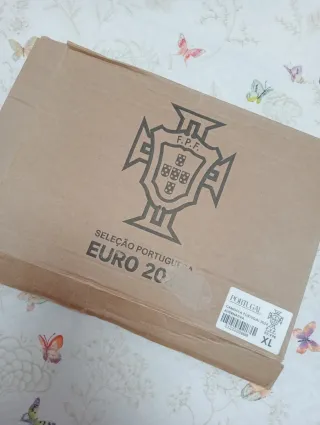 F.P.F.
SELEÇÃO PORTUGUESA
EURO 20
PORTUGAL
XL